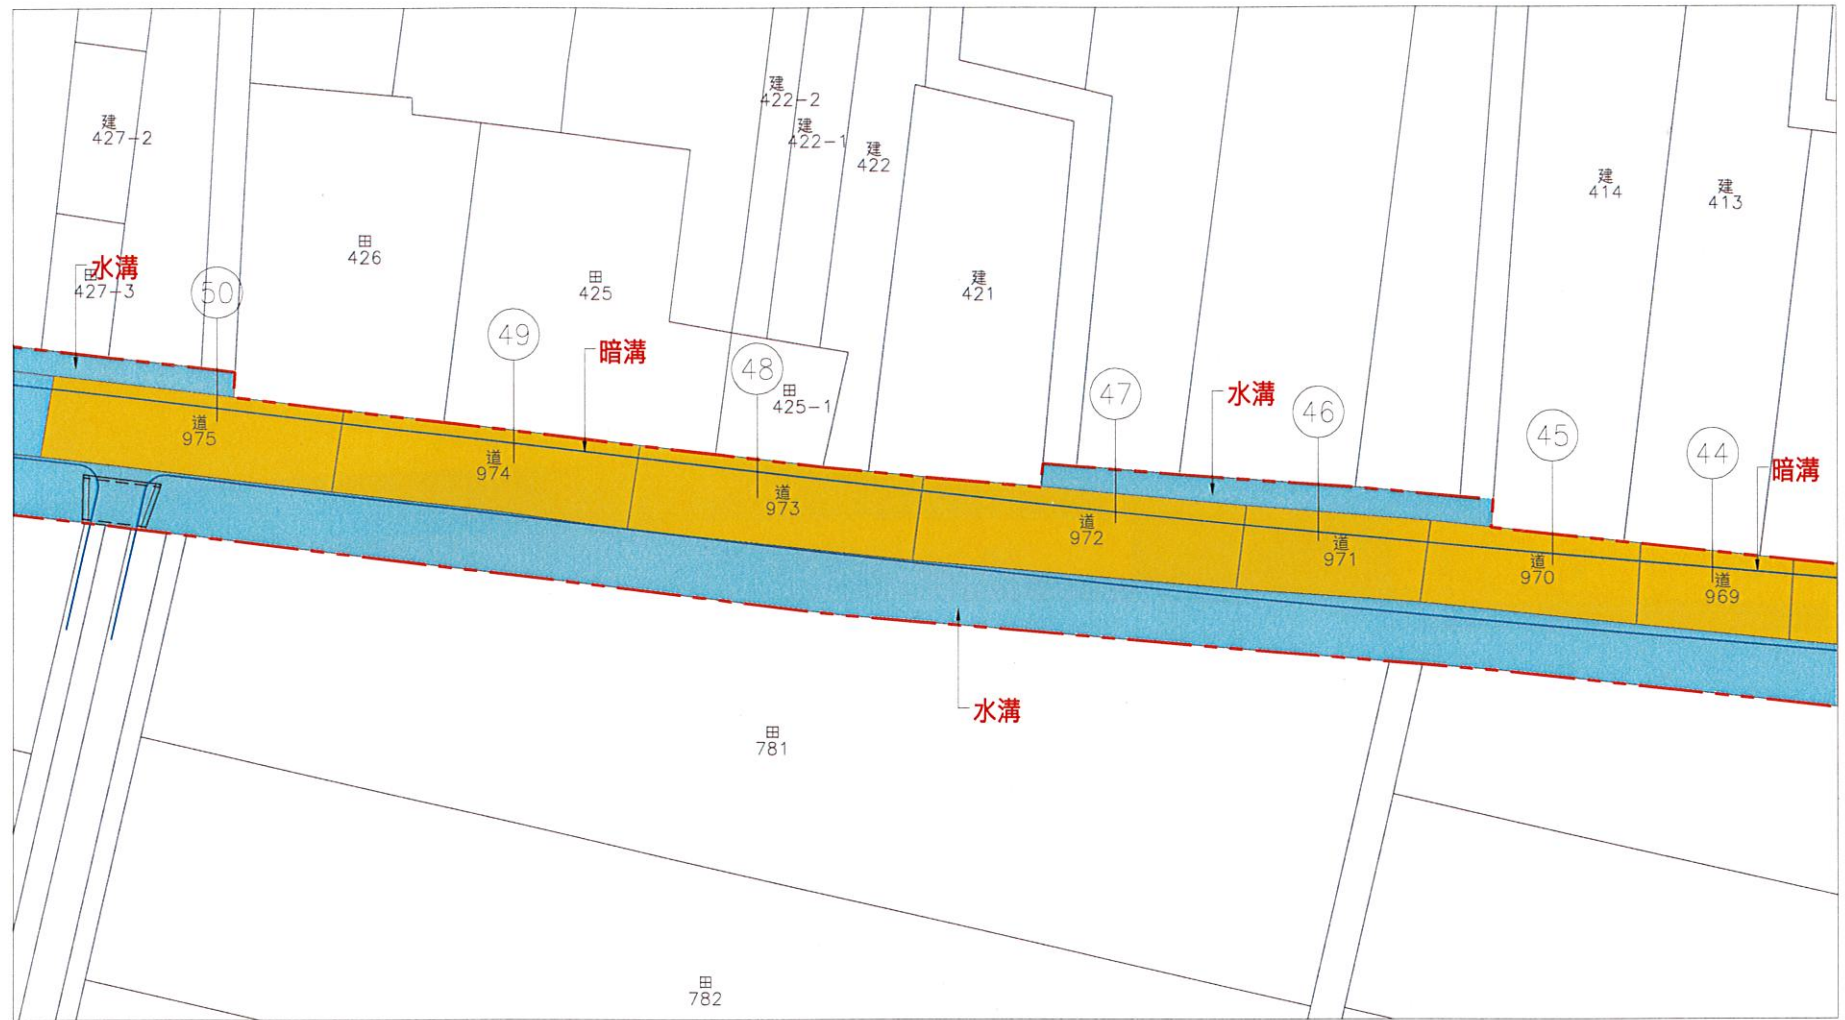 建
422-2
建
427-2
建
422-1
建
422
建
414
建
413
田
426
水溝
田
427-3
田
425
建
421
50
49
暗溝
48
田
425-1
47
水溝
46
45
44
暗溝
道
975
道
974
道
973
道
972
道
971
道
970
道
969
水溝
田
781
田
782